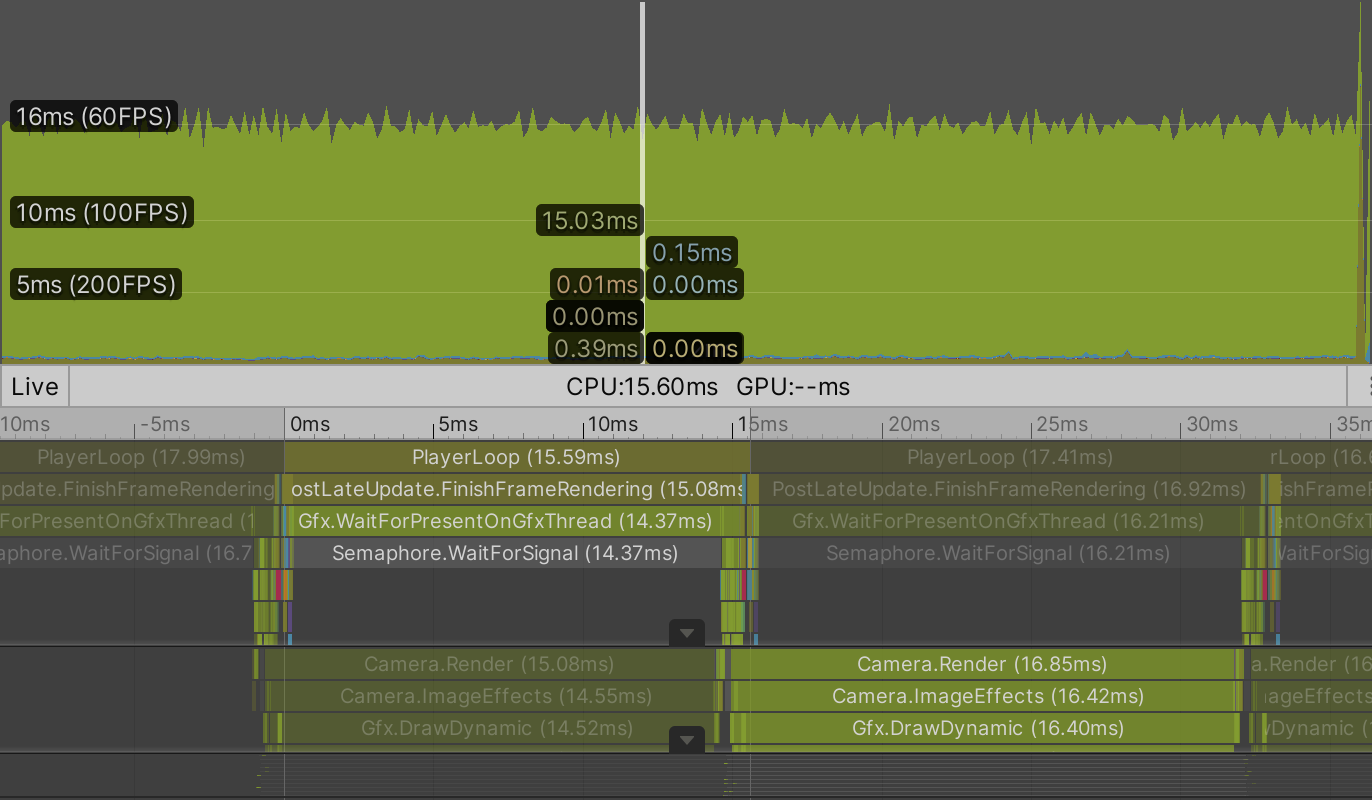 16ms (60FPS)
10ms (100FPS)
15.03ms
0.15ms
5ms (200FPS)
0.01ms
0.00ms
0.00ms
0.39ms
0.00ms
Live
CPU:15.60ms GPU:--ms
10ms -5ms 0ms 5ms 10ms 15ms 20ms 25ms 30ms 35m
PlayerLoop (17.99ms) PlayerLoop (15.59ms) PlayerLoop (17.41ms) rLoop (16.6
pdate.FinishFrameRendering ostLateUpdate.FinishFrameRendering (15.08ms PostLateUpdate.FinishFrameRendering (16.92ms) ishFrameF
ForPresentOnGfxThread (1 Gfx.WaitForPresentOnGfxThread (14.37ms) Gfx.WaitForPresentOnGfxThread (16.21ms) entOnGfxT
aphore.WaitForSignal (16.7 Semaphore.WaitForSignal (14.37ms) Semaphore.WaitForSignal (16.21ms) WaitForSig
Camera.Render (15.08ms) Camera.Render (16.85ms) a.Render (16
Camera.ImageEffects (14.55ms) Camera.ImageEffects (16.42ms) ageEffects
Gfx.DrawDynamic (14.52ms) Gfx.DrawDynamic (16.40ms) Dynamic (1